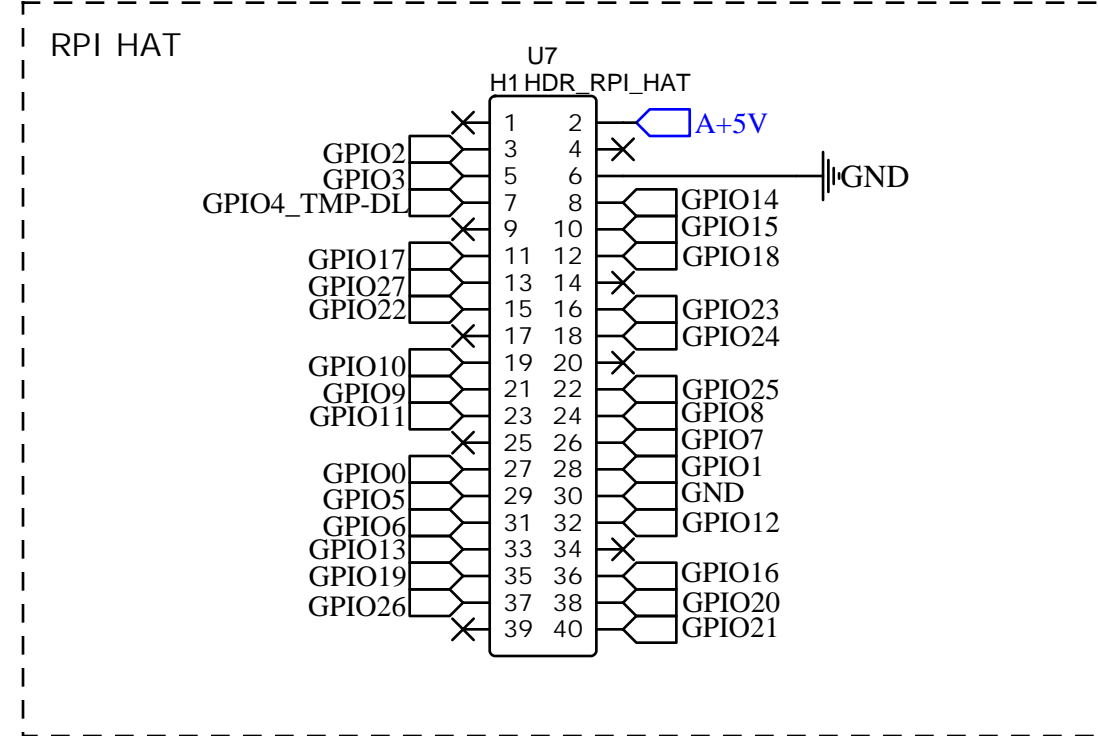 RPI HAT
U7
H1 HDR_RPI_HAT
1 2 A+5V
GPIO2 3 4
GPIO3 5 6 GND
GPIO4_TMP-DL 7 8 GPIO14
9 10 GPIO15
GPIO17 11 12 GPIO18
GPIO27 13 14
GPIO22 15 16 GPIO23
17 18 GPIO24
GPIO10 19 20
GPIO9 21 22 GPIO25
GPIO11 23 24 GPIO8
25 26 GPIO7
GPIO0 27 28 GPIO1
GPIO5 29 30 GND
GPIO6 31 32 GPIO12
GPIO13 33 34
GPIO19 35 36 GPIO16
GPIO26 37 38 GPIO20
39 40 GPIO21